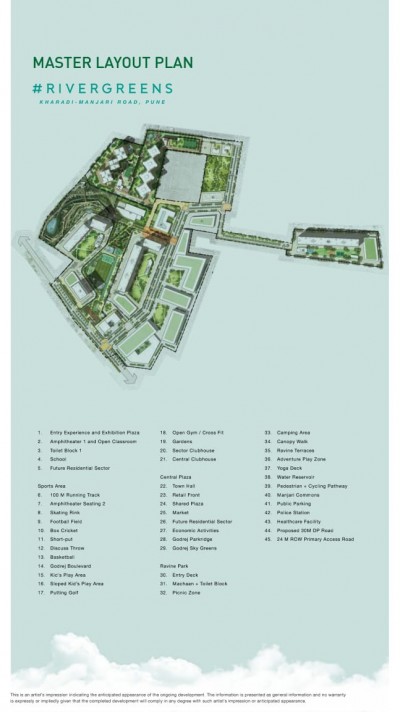 MASTER LAYOUT PLAN
#RIVERGREENS
KHARADI-MANJARI ROAD, PUNE
1. Entry Experience and Exhibition Plaza
2. Amphitheater 1 and Open Classroom
3. Toilet Block 1
4. School
5. Future Residential Sector
Sports Area
6. 100 M Running Track
7. Amphitheater Seating 2
8. Skating Rink
9. Football Field
10. Box Cricket
11. Short-put
12. Discuss Throw
13. Basketball
14. Godrej Boulevard
15. Kid's Play Area
16. Sloped Kid's Play Area
17. Putting Golf
18. Open Gym / Cross Fit
19. Gardens
20. Sector Clubhouse
21. Central Clubhouse
Central Plaza
22. Town Hall
23. Retail Front
24. Shared Plaza
25. Market
26. Future Residential Sector
27. Economic Activities
28. Godrej Parkridge
29. Godrej Sky Greens
Ravine Park
30. Entry Deck
31. Machaan + Toilet Block
32. Picnic Zone
33. Camping Area
34. Canopy Walk
35. Ravine Terraces
36. Adventure Play Zone
37. Yoga Deck
38. Water Reservoir
39. Pedestrian + Cycling Pathway
40. Manjari Commons
41. Public Parking
42. Police Station
43. Healthcare Facility
44. Proposed 30M DP Road
45. 24 M ROW Primary Access Road
This is an artist's impression indicating the anticipated appearance of the ongoing development. The information is presented as general information and no warranty
is expressly or impliedly given that the completed development will comply in any degree with such artist's impression or anticipated appearance.